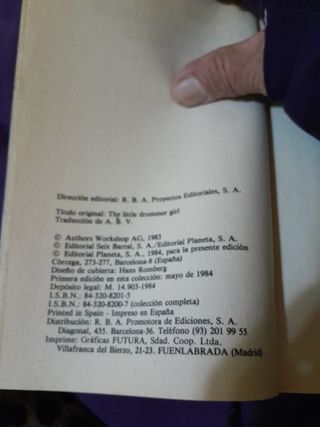 Dirección editorial: R. B. A. Proyectos Editoriales, S. A.
Título original: The little drummer girl
Traducción de A. B. V.
© Authors Workshop AG, 1983
© Editorial Seix Barral, S. A./Editorial Planeta, S. A.
© Editorial Planeta, S. A., 1984, para la presente edición
Córcega, 273-277, Barcelona-8 (España)
Diseño de cubierta: Hans Romberg
Primera edición en esta colección: mayo de 1984
Depósito legal: M. 14.903-1984
I.S.B.N.: 84-320-8201-5
I.S.B.N.: 84-320-8200-7 (colección completa)
Printed in Spain - Impreso en España
Distribución: R. B. A. Promotora de Ediciones, S. A.
Diagonal, 435. Barcelona-36. Teléfono (93) 201 99 55
Imprime: Gráficas FUTURA, Sdad. Coop. Ltda.
Villafranca del Bierzo, 21-23. FUENLABRADA (Madrid)